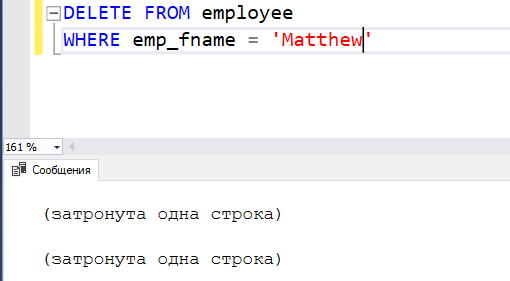 DELETE FROM employee
WHERE emp_fname = 'Matthew'
161 %
Сообщения
(затронута одна строка)
(затронута одна строка)